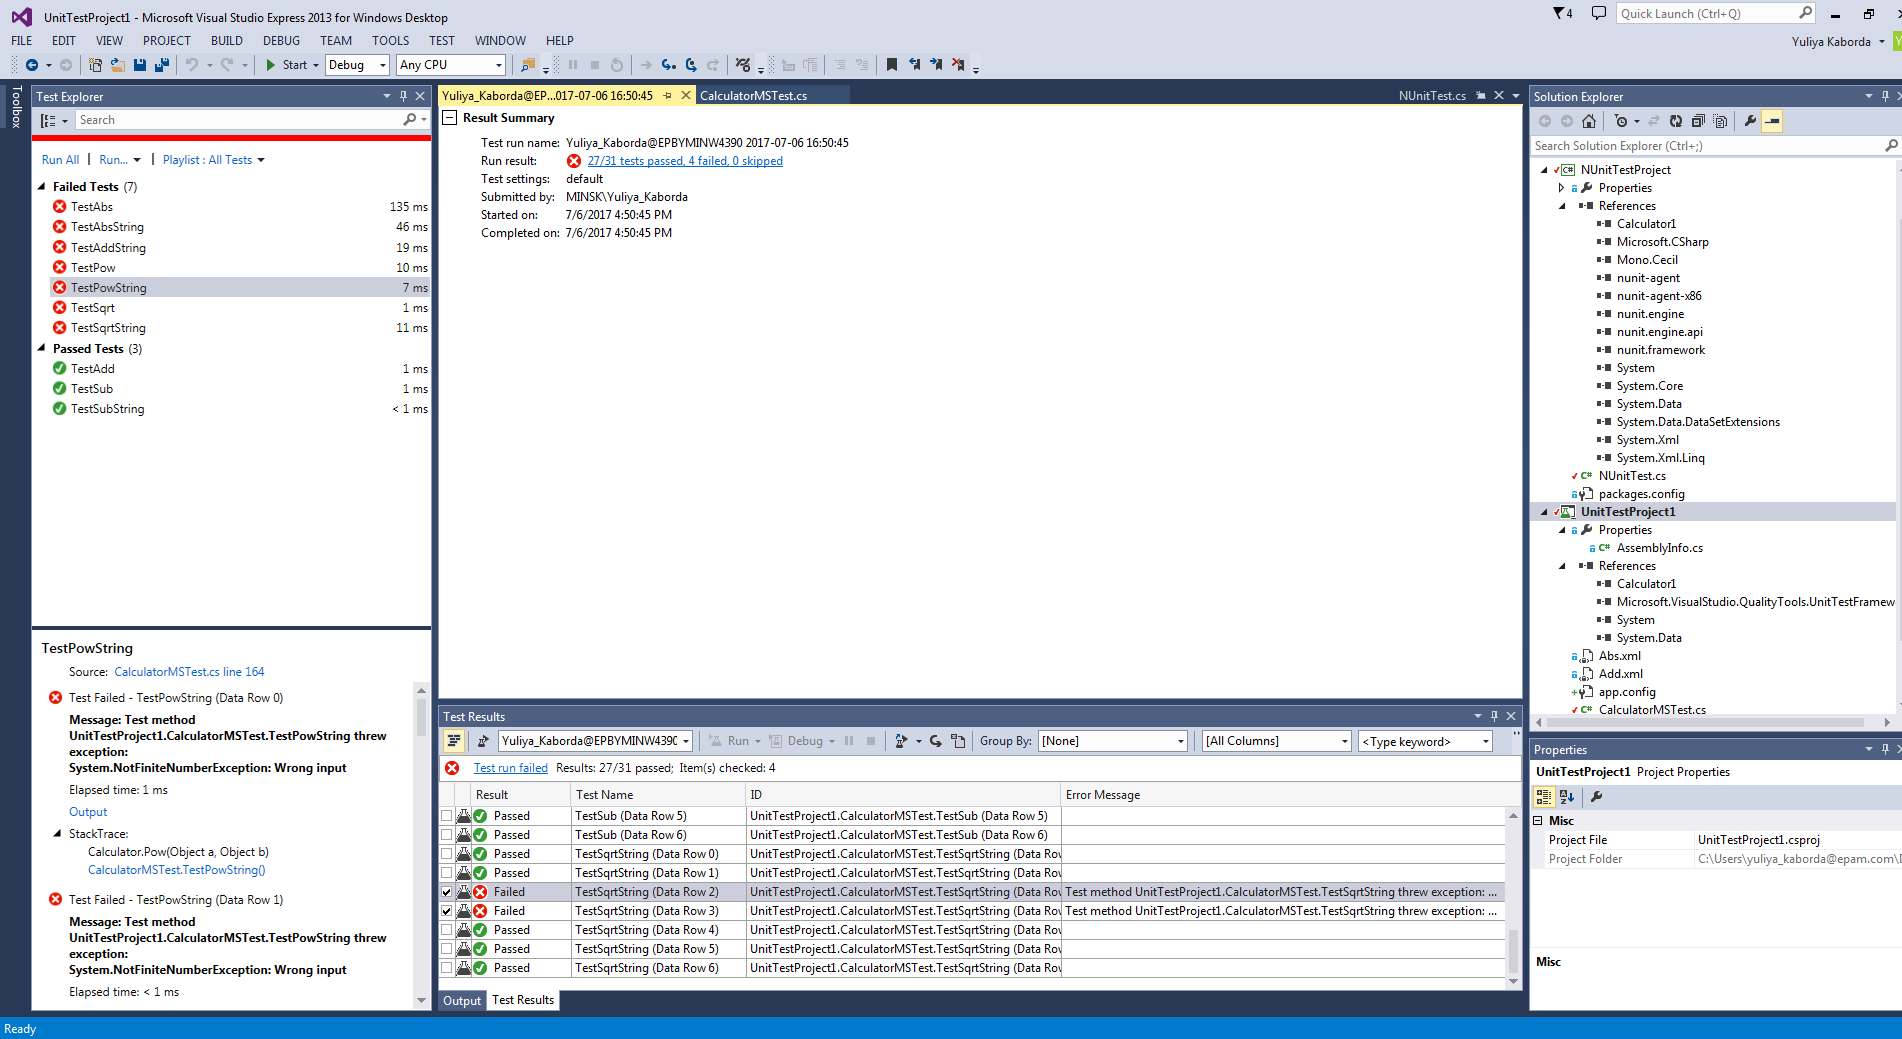 UnitTestProject1 - Microsoft Visual Studio Express 2013 for Windows Desktop
4
Quick Launch (Ctrl+Q)
FILE EDIT VIEW PROJECT BUILD DEBUG TEAM TOOLS TEST WINDOW HELP
Yuliya Kaborda
Start Debug Any CPU
Toolbox
Test Explorer
Search
Run All | Run... | Playlist : All Tests
Failed Tests (7)
TestAbs 135 ms
TestAbsString 46 ms
TestAddString 19 ms
TestPow 10 ms
TestPowString 7 ms
TestSqrt 1 ms
TestSqrtString 11 ms
Passed Tests (3)
TestAdd 1 ms
TestSub 1 ms
TestSubString < 1 ms
TestPowString
Source: CalculatorMSTest.cs line 164
Test Failed - TestPowString (Data Row 0)
Message: Test method
UnitTestProject1.CalculatorMSTest.TestPowString threw
exception:
System.NotFiniteNumberException: Wrong input
Elapsed time: 1 ms
Output
StackTrace:
Calculator.Pow(Object a, Object b)
CalculatorMSTest.TestPowString()
Test Failed - TestPowString (Data Row 1)
Message: Test method
UnitTestProject1.CalculatorMSTest.TestPowString threw
exception:
System.NotFiniteNumberException: Wrong input
Elapsed time: < 1 ms
Yuliya_Kaborda@EP...017-07-06 16:50:45 CalculatorMSTest.cs NUnitTest.cs
Result Summary
Test run name: Yuliya_Kaborda@EPBYMINW4390 2017-07-06 16:50:45
Run result: 27/31 tests passed, 4 failed, 0 skipped
Test settings: default
Submitted by: MINSK\Yuliya_Kaborda
Started on: 7/6/2017 4:50:45 PM
Completed on: 7/6/2017 4:50:45 PM
Test Results
Yuliya_Kaborda@EPBYMINW4390 Run Debug Group By: [None] [All Columns] <Type keyword>
Test run failed Results: 27/31 passed; Item(s) checked: 4
Result Test Name ID Error Message
Passed TestSub (Data Row 5) UnitTestProject1.CalculatorMSTest.TestSub (Data Row 5)
Passed TestSub (Data Row 6) UnitTestProject1.CalculatorMSTest.TestSub (Data Row 6)
Passed TestSqrtString (Data Row 0) UnitTestProject1.CalculatorMSTest.TestSqrtString (Data Row
Passed TestSqrtString (Data Row 1) UnitTestProject1.CalculatorMSTest.TestSqrtString (Data Row
Failed TestSqrtString (Data Row 2) UnitTestProject1.CalculatorMSTest.TestSqrtString (Data Row Test method UnitTestProject1.CalculatorMSTest.TestSqrtString threw exception: ...
Failed TestSqrtString (Data Row 3) UnitTestProject1.CalculatorMSTest.TestSqrtString (Data Row Test method UnitTestProject1.CalculatorMSTest.TestSqrtString threw exception: ...
Passed TestSqrtString (Data Row 4) UnitTestProject1.CalculatorMSTest.TestSqrtString (Data Row
Passed TestSqrtString (Data Row 5) UnitTestProject1.CalculatorMSTest.TestSqrtString (Data Row
Passed TestSqrtString (Data Row 6) UnitTestProject1.CalculatorMSTest.TestSqrtString (Data Row
Output Test Results
Solution Explorer
Search Solution Explorer (Ctrl+;)
NUnitTestProject
Properties
References
Calculator1
Microsoft.CSharp
Mono.Cecil
nunit-agent
nunit-agent-x86
nunit.engine
nunit.engine.api
nunit.framework
System
System.Core
System.Data
System.Data.DataSetExtensions
System.Xml
System.Xml.Linq
C# NUnitTest.cs
packages.config
UnitTestProject1
Properties
C# AssemblyInfo.cs
References
Calculator1
Microsoft.VisualStudio.QualityTools.UnitTestFramew
System
System.Data
Abs.xml
Add.xml
app.config
C# CalculatorMSTest.cs
Properties
UnitTestProject1 Project Properties
Misc
Project File UnitTestProject1.csproj
Project Folder C:\Users\yuliya_kaborda@epam.com\
Misc
Ready